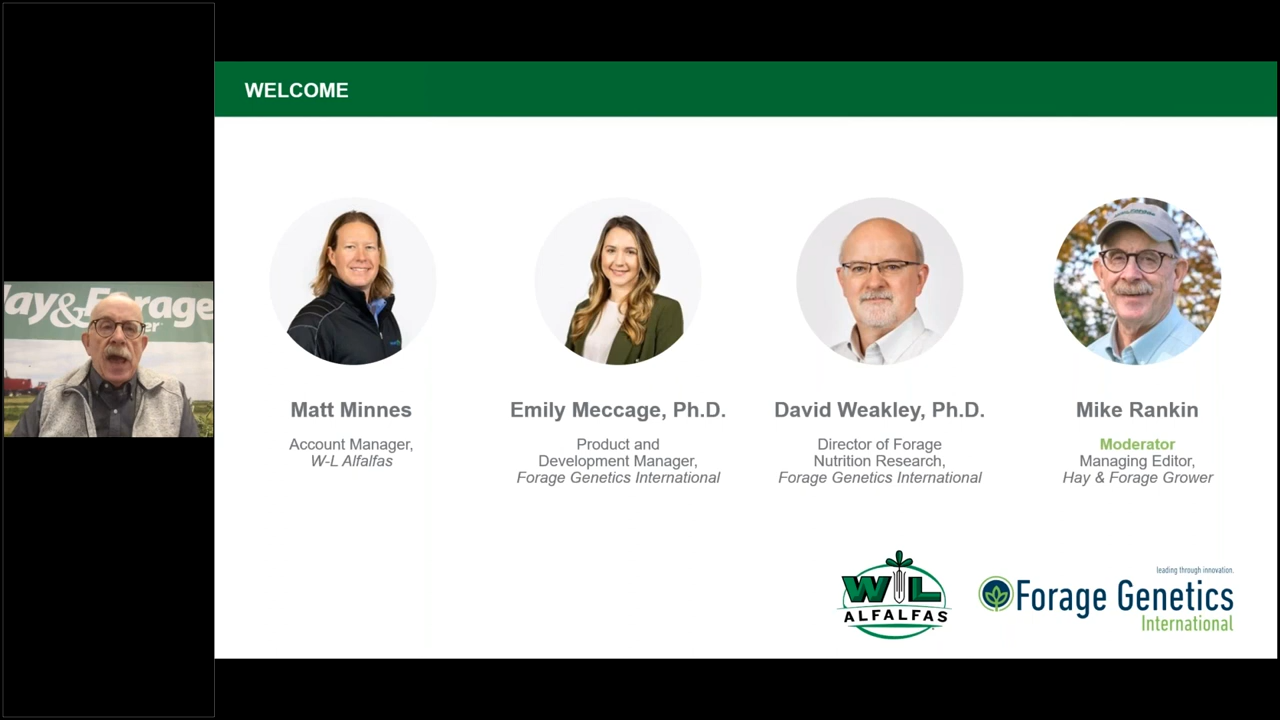 WELCOME
Matt Minnes
Account Manager,
W-L Alfalfas
Emily Meccage, Ph.D.
Product and
Development Manager,
Forage Genetics International
David Weakley, Ph.D.
Director of Forage
Nutrition Research,
Forage Genetics International
Mike Rankin
Moderator
Managing Editor,
Hay & Forage Grower
W L
ALFALFAS
leading through innovation.
Forage Genetics
International